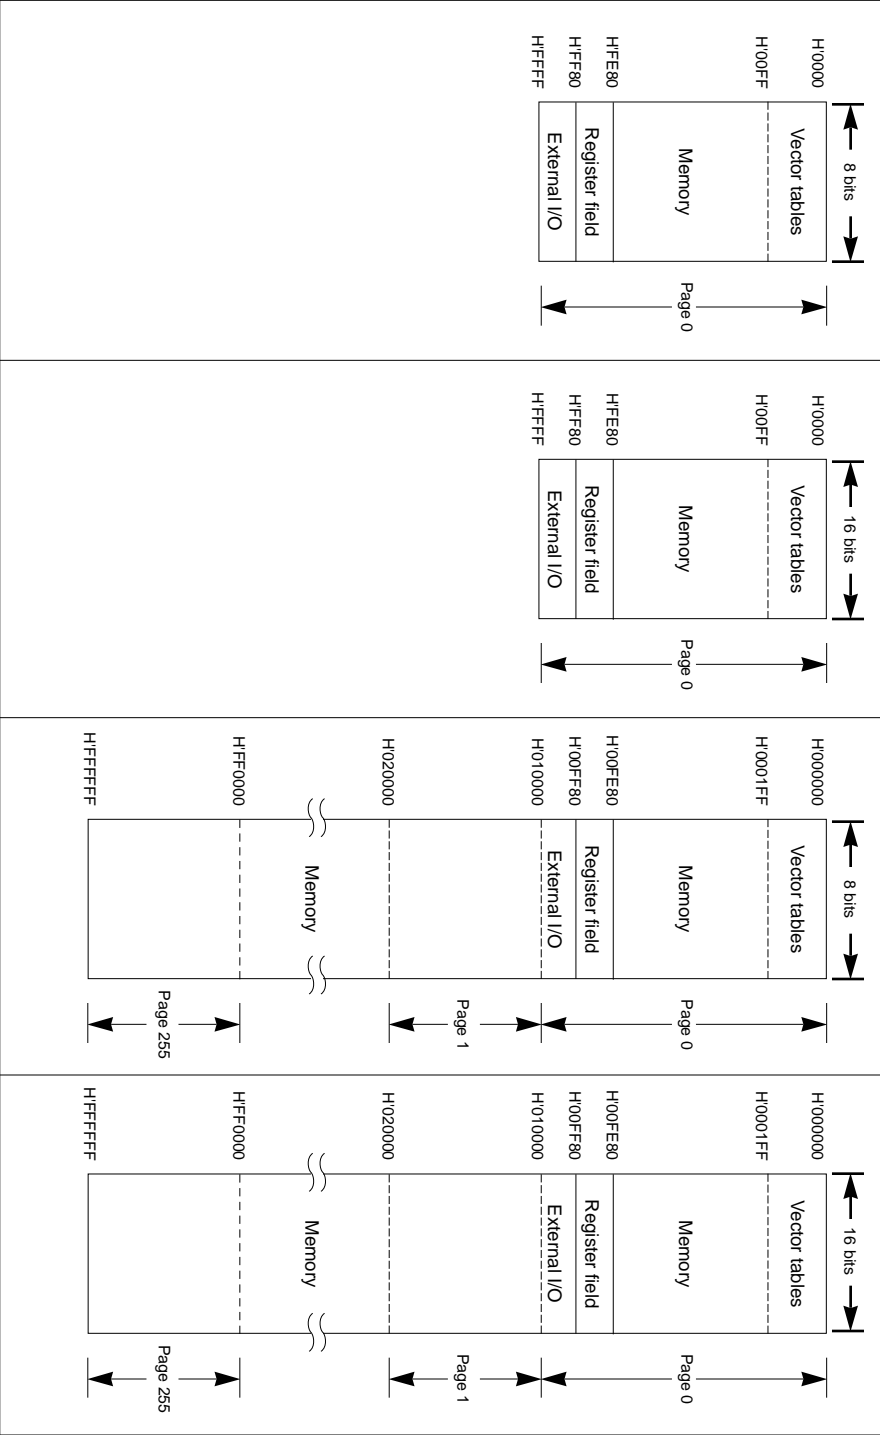 8 bits
H'0000
Vector tables
H'00FF
Memory
Page 0
H'FE80
Register field
H'FF80
External I/O
H'FFFF
16 bits
H'0000
Vector tables
H'00FF
Memory
Page 0
H'FE80
Register field
H'FF80
External I/O
H'FFFF
8 bits
H'000000
Vector tables
H'0001FF
Memory
Page 0
H'00FE80
Register field
H'00FF80
External I/O
H'010000
Page 1
H'020000
Memory
H'FF0000
Page 255
H'FFFFFF
16 bits
H'000000
Vector tables
H'0001FF
Memory
Page 0
H'00FE80
Register field
H'00FF80
External I/O
H'010000
Page 1
H'020000
Memory
H'FF0000
Page 255
H'FFFFFF